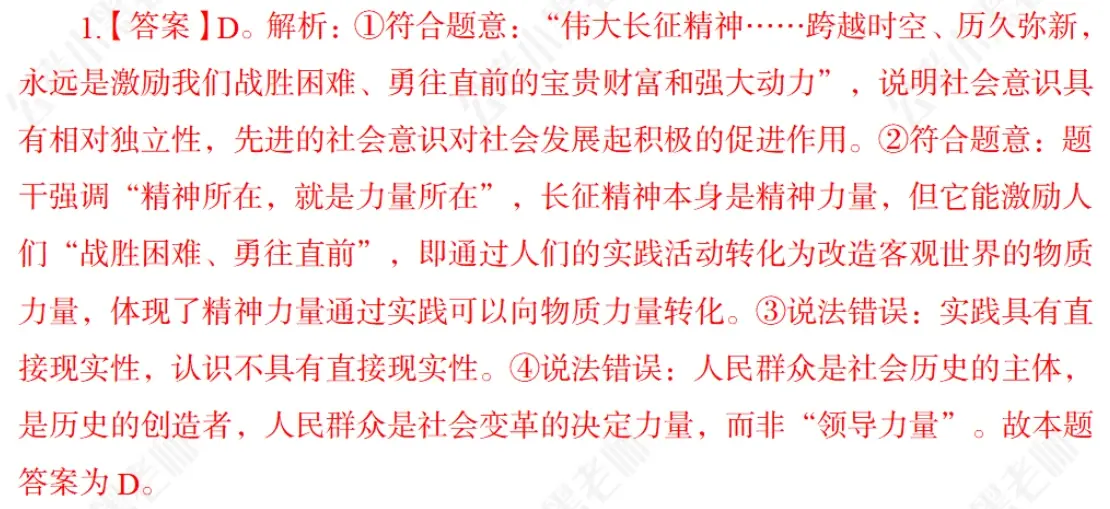 1.【答案】D。解析：①符合题意：“伟大长征精神……跨越时空、历久弥新，
永远是激励我们战胜困难、勇往直前的宝贵财富和强大动力”，说明社会意识具
有相对独立性，先进的社会意识对社会发展起积极的促进作用。②符合题意：题
干强调“精神所在，就是力量所在”，长征精神本身是精神力量，但它能激励人
们“战胜困难、勇往直前”，即通过人们的实践活动转化为改造客观世界的物质
力量，体现了精神力量通过实践可以向物质力量转化。③说法错误：实践具有直
接现实性，认识不具有直接现实性。④说法错误：人民群众是社会历史的主体，
是历史的创造者，人民群众是社会变革的决定力量，而非“领导力量”。故本题
答案为 D。